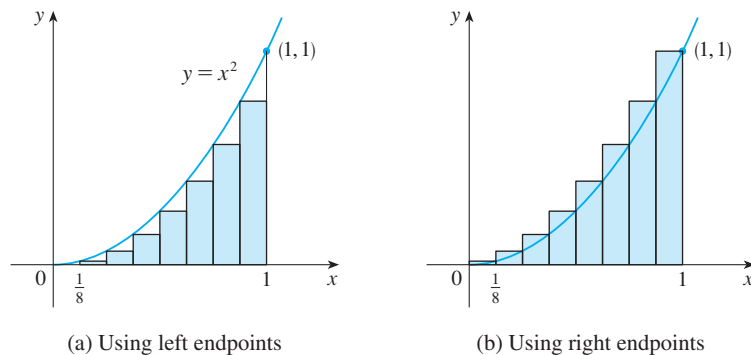 y
(1, 1)
y = x²
0
1/8
1
x
(a) Using left endpoints
y
(1, 1)
0
1/8
1
x
(b) Using right endpoints